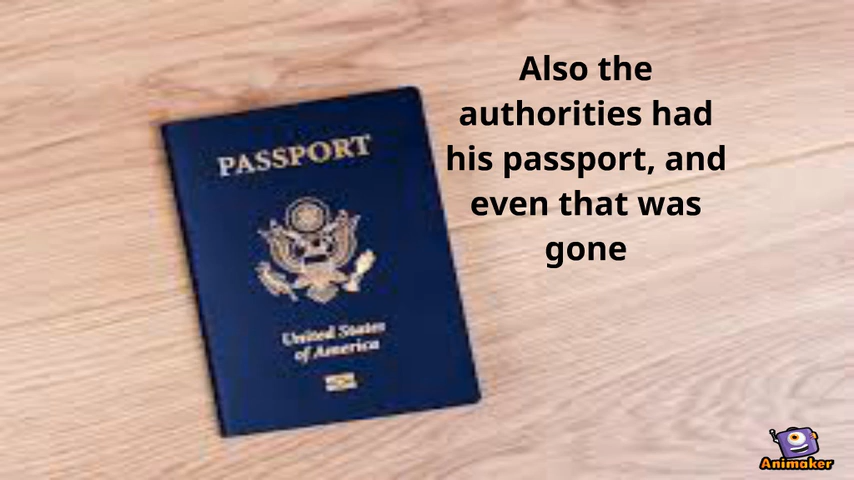 Also the
authorities had
his passport, and
even that was
gone
PASSPORT
United States
of America
Animaker